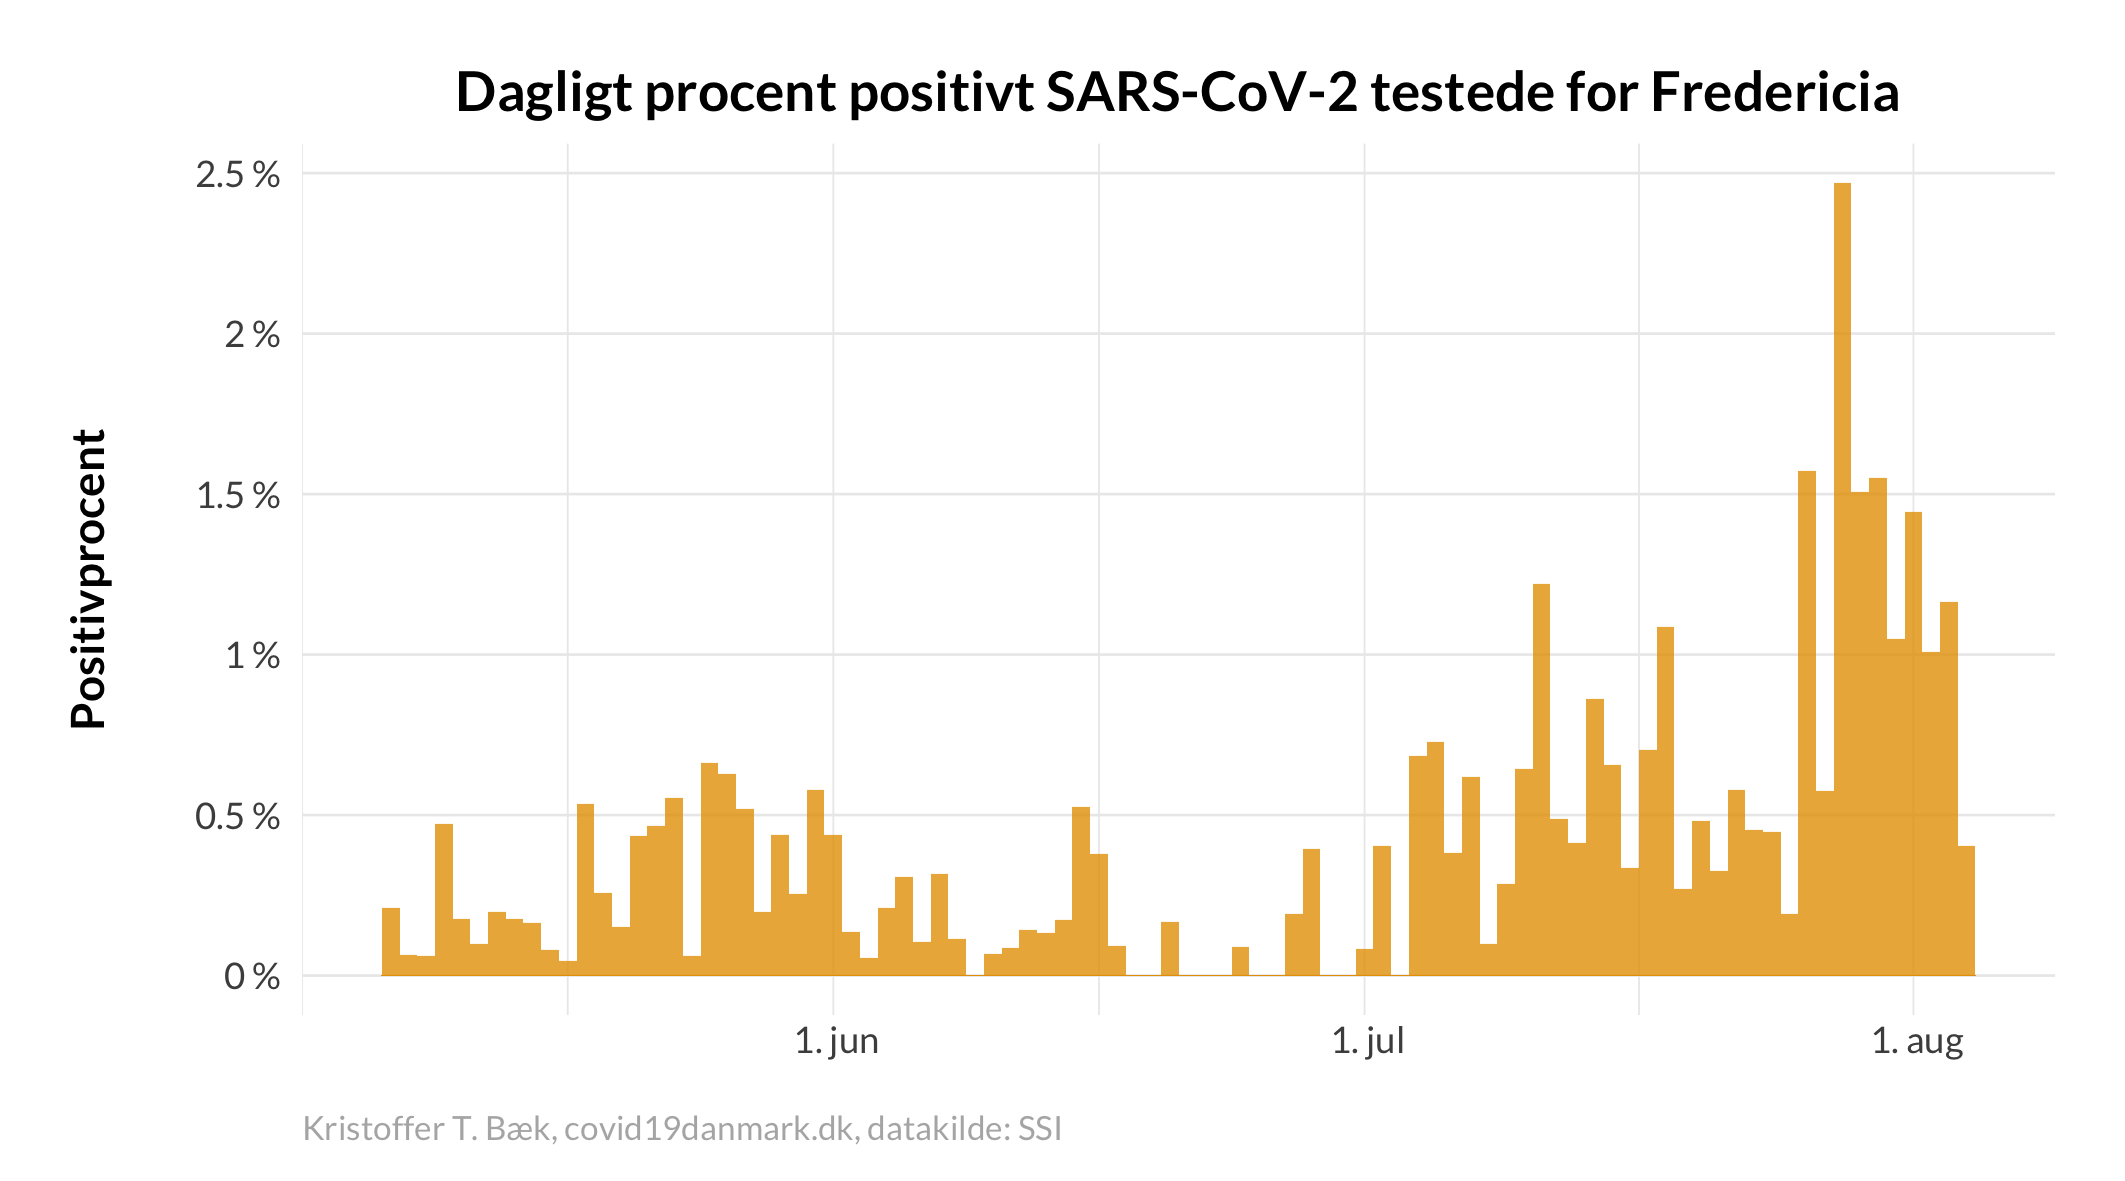 Dagligt procent positivt SARS-CoV-2 testede for Fredericia
Positivprocent
2.5 %
2 %
1.5 %
1 %
0.5 %
0 %
1. jun
1. jul
1. aug
Kristoffer T. Bæk, covid19danmark.dk, datakilde: SSI